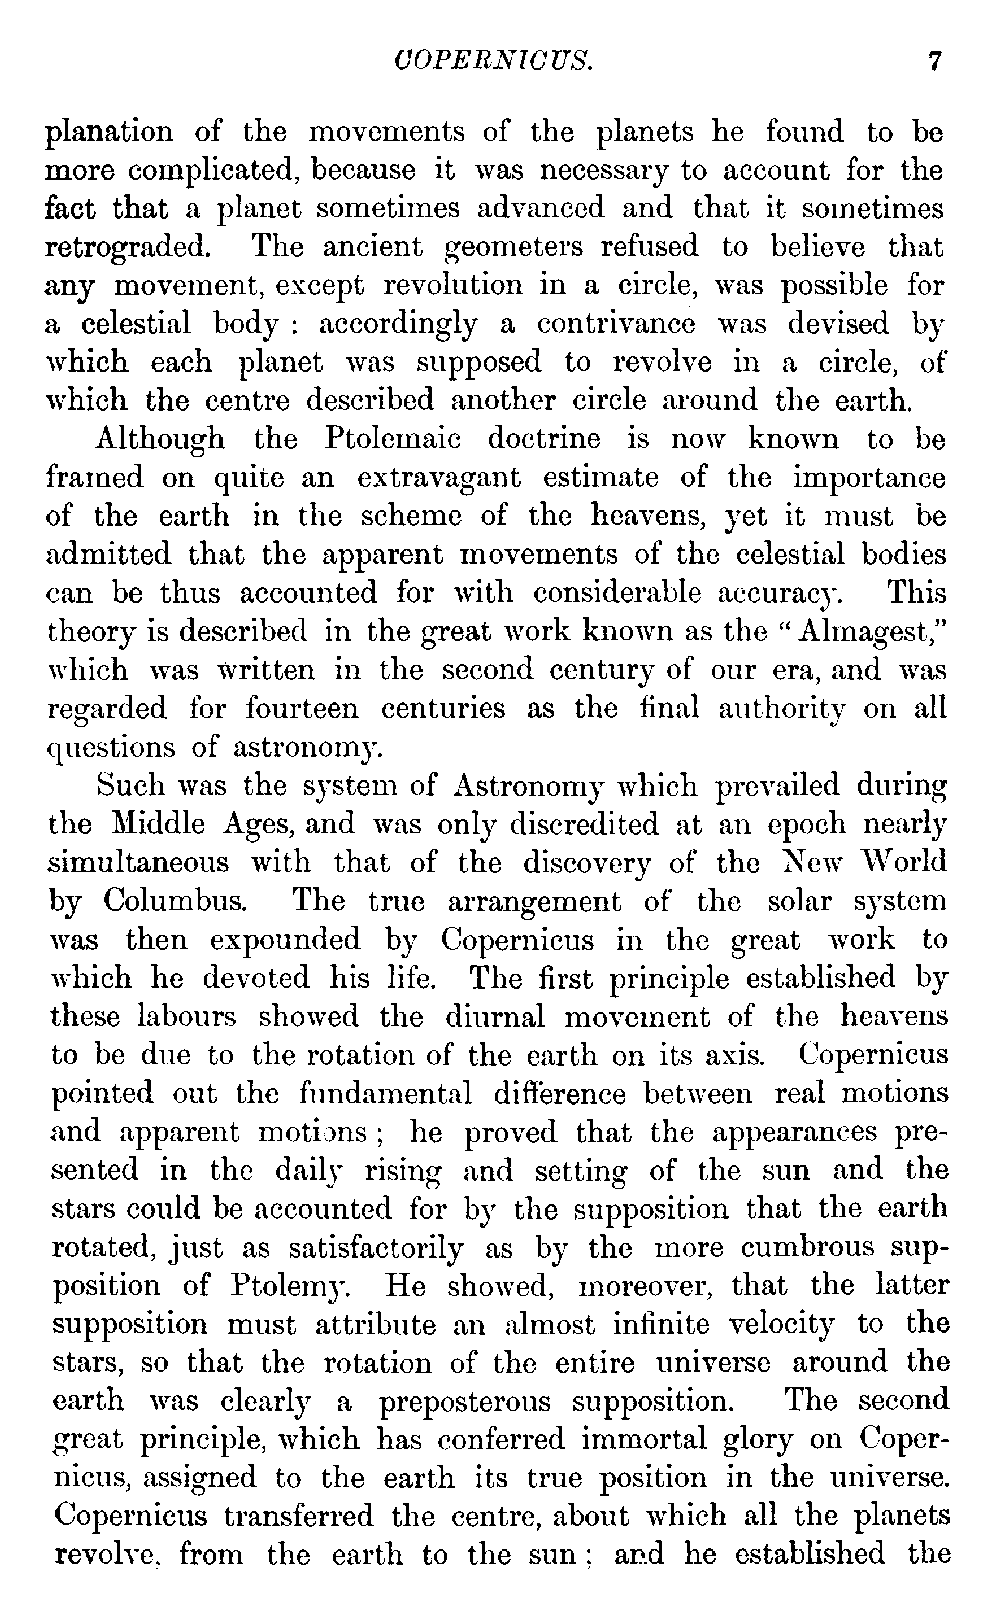 COPERNICUS. 7
planation of the movements of the planets he found to be
more complicated, because it was necessary to account for the
fact that a planet sometimes advanced and that it sometimes
retrograded. The ancient geometers refused to believe that
any movement, except revolution in a circle, was possible for
a celestial body : accordingly a contrivance was devised by
which each planet was supposed to revolve in a circle, of
which the centre described another circle around the earth.
Although the Ptolemaic doctrine is now known to be
framed on quite an extravagant estimate of the importance
of the earth in the scheme of the heavens, yet it must be
admitted that the apparent movements of the celestial bodies
can be thus accounted for with considerable accuracy. This
theory is described in the great work known as the “Almagest,”
which was written in the second century of our era, and was
regarded for fourteen centuries as the final authority on all
questions of astronomy.
Such was the system of Astronomy which prevailed during
the Middle Ages, and was only discredited at an epoch nearly
simultaneous with that of the discovery of the New World
by Columbus. The true arrangement of the solar system
was then expounded by Copernicus in the great work to
which he devoted his life. The first principle established by
these labours showed the diurnal movement of the heavens
to be due to the rotation of the earth on its axis. Copernicus
pointed out the fundamental difference between real motions
and apparent motions ; he proved that the appearances pre-
sented in the daily rising and setting of the sun and the
stars could be accounted for by the supposition that the earth
rotated, just as satisfactorily as by the more cumbrous sup-
position of Ptolemy. He showed, moreover, that the latter
supposition must attribute an almost infinite velocity to the
stars, so that the rotation of the entire universe around the
earth was clearly a preposterous supposition. The second
great principle, which has conferred immortal glory on Coper-
nicus, assigned to the earth its true position in the universe.
Copernicus transferred the centre, about which all the planets
revolve, from the earth to the sun ; and he established the